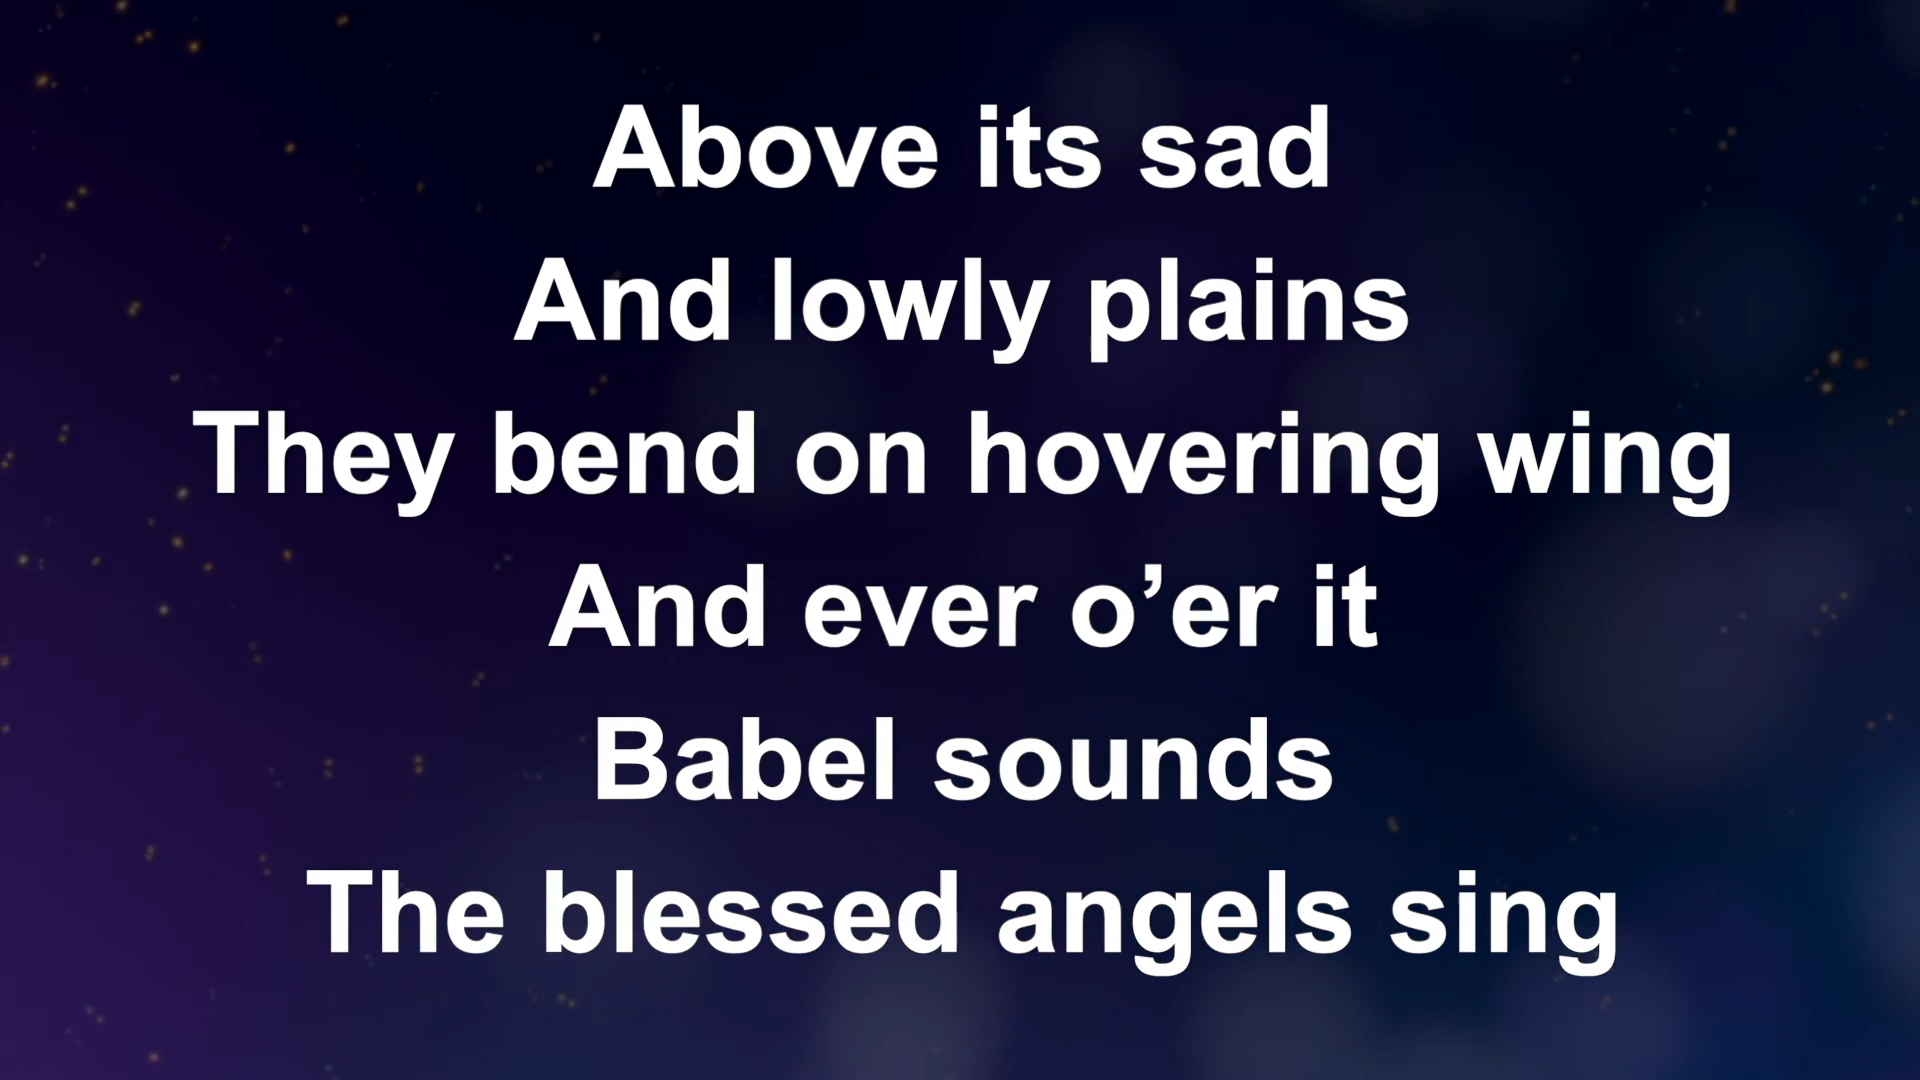 Above its sad
And lowly plains
They bend on hovering wing
And ever o’er it
Babel sounds
The blessed angels sing